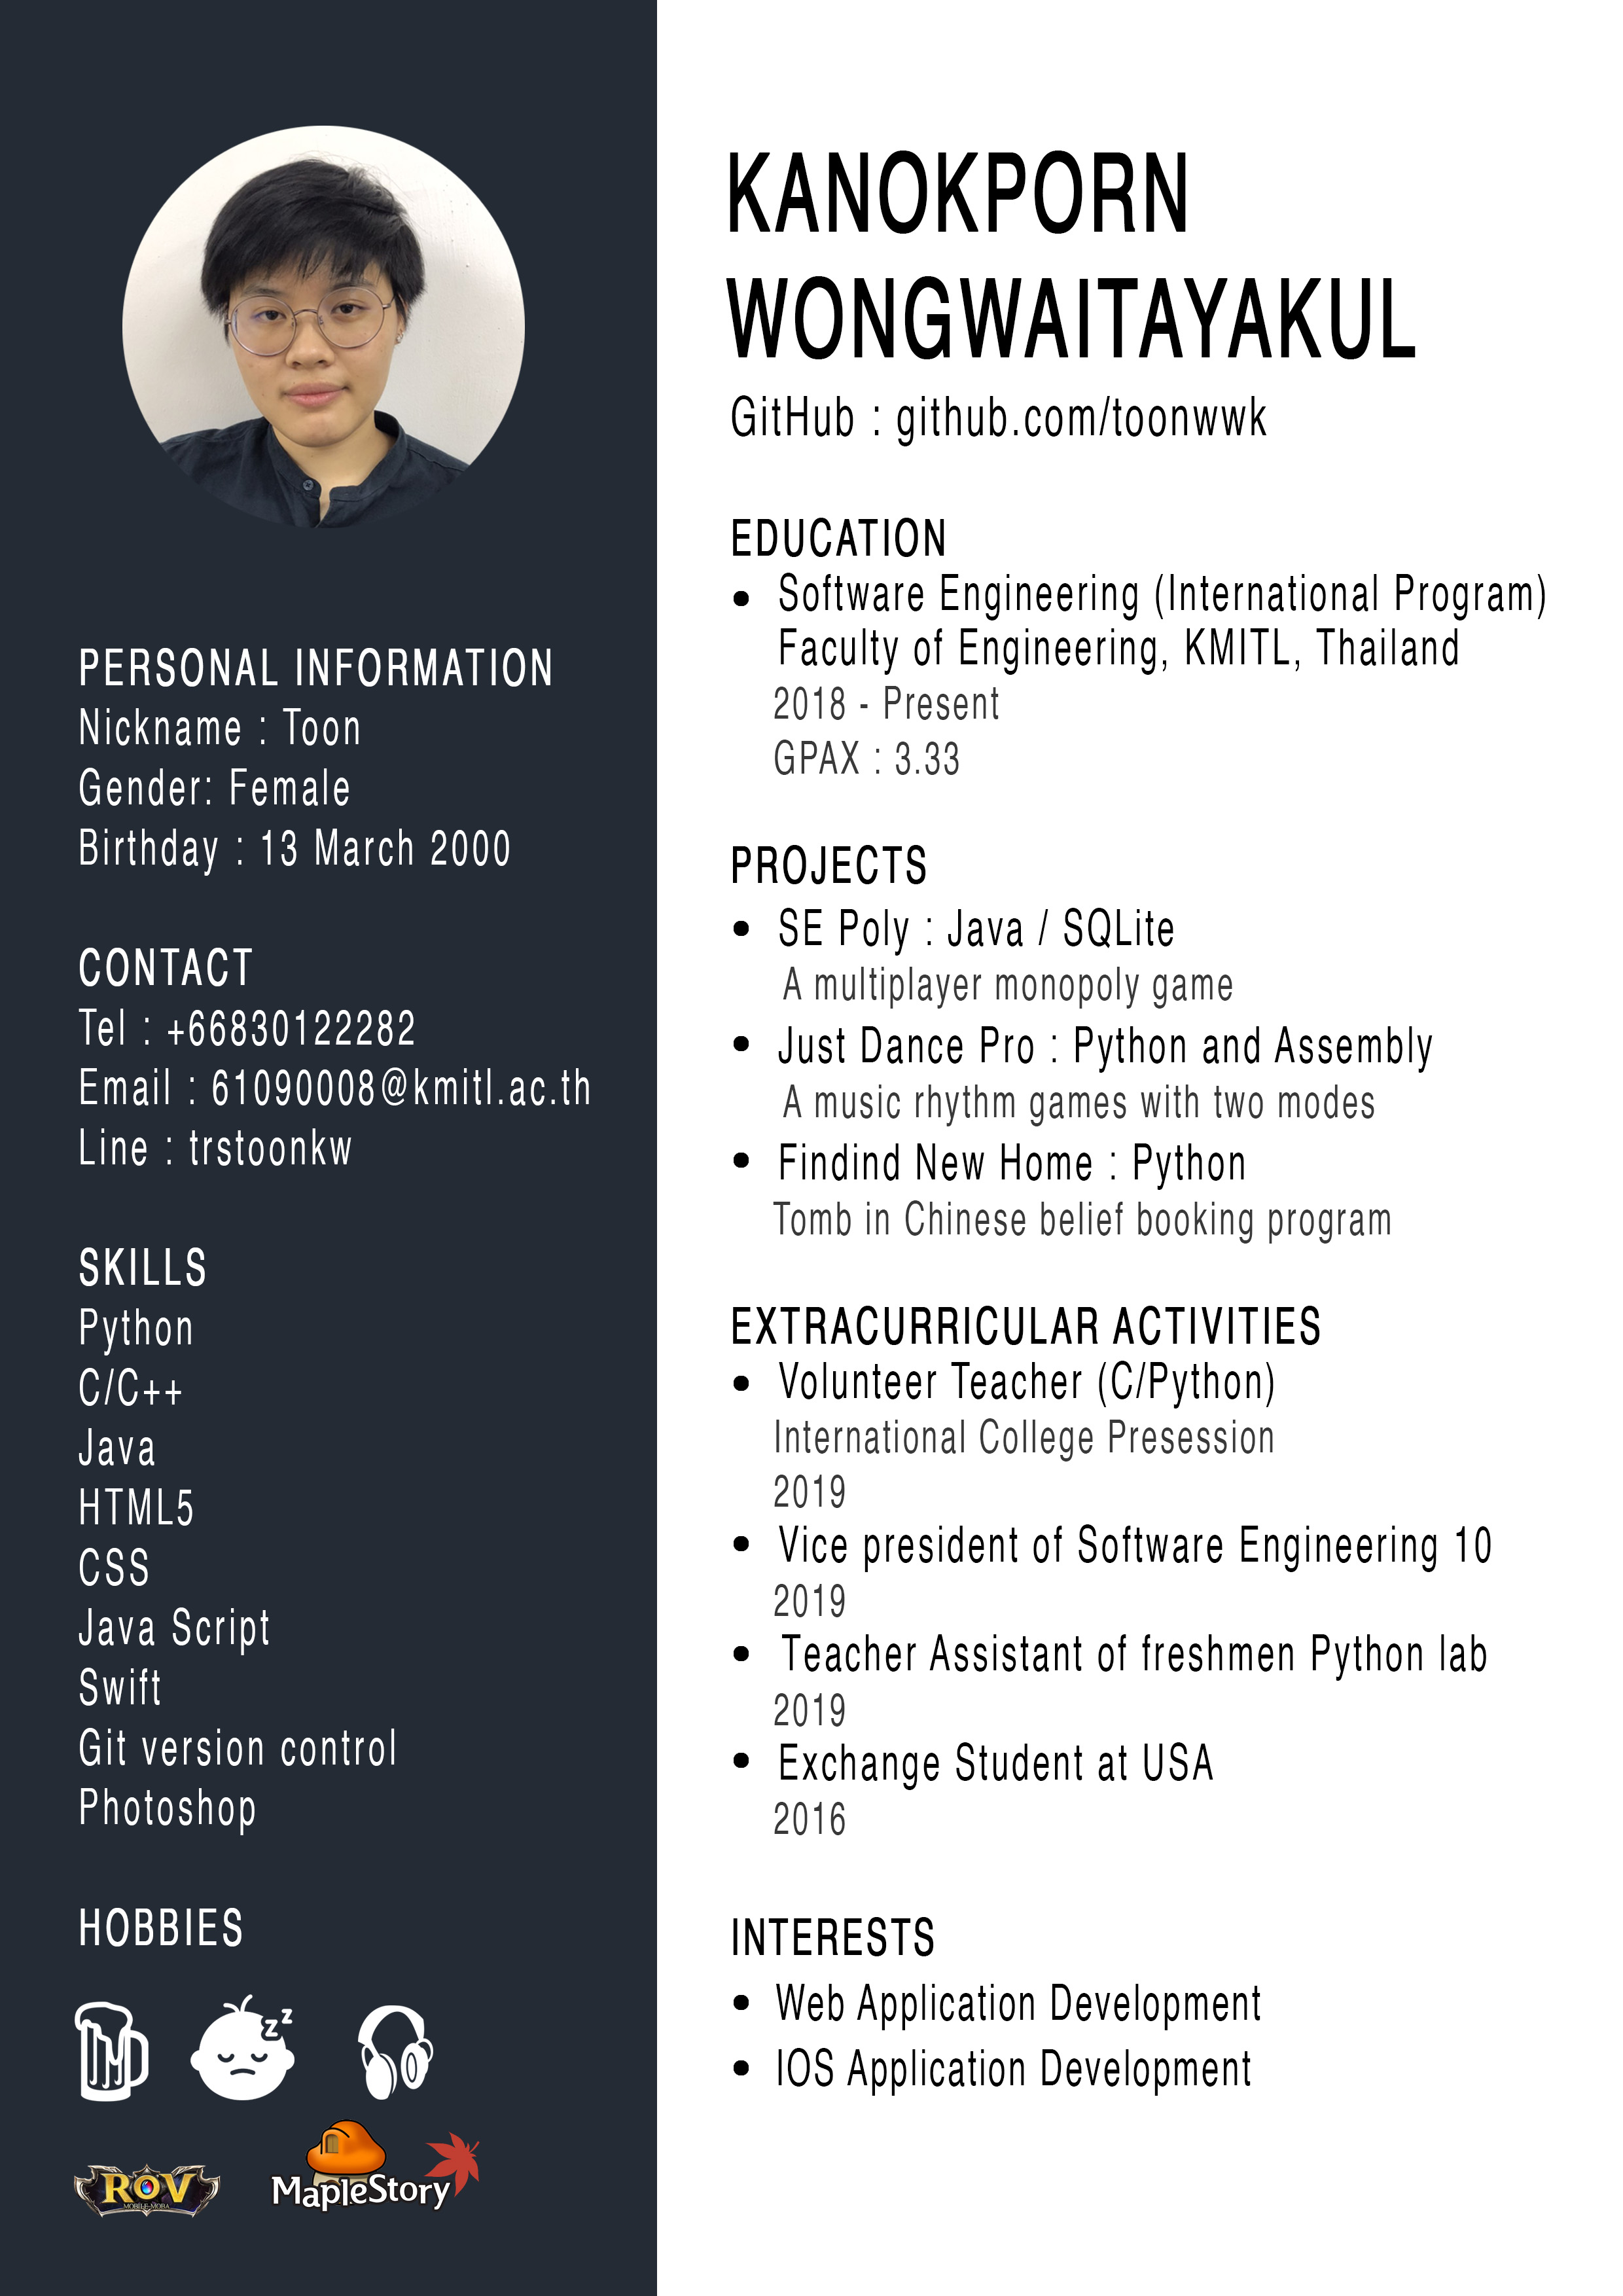 KANOKPORN
WONGWAITAYAKUL
GitHub : github.com/toonwwk
PERSONAL INFORMATION
Nickname : Toon
Gender: Female
Birthday : 13 March 2000
CONTACT
Tel : +66830122282
Email : 61090008@kmitl.ac.th
Line : trstoonkw
SKILLS
Python
C/C++
Java
HTML5
CSS
Java Script
Swift
Git version control
Photoshop
HOBBIES
z z
ROV
MOBILE MOBA
MapleStory
EDUCATION
• Software Engineering (International Program)
Faculty of Engineering, KMITL, Thailand
2018 - Present
GPAX : 3.33
PROJECTS
• SE Poly : Java / SQLite
A multiplayer monopoly game
• Just Dance Pro : Python and Assembly
A music rhythm games with two modes
• Findind New Home : Python
Tomb in Chinese belief booking program
EXTRACURRICULAR ACTIVITIES
• Volunteer Teacher (C/Python)
International College Presession
2019
• Vice president of Software Engineering 10
2019
• Teacher Assistant of freshmen Python lab
2019
• Exchange Student at USA
2016
INTERESTS
• Web Application Development
• IOS Application Development